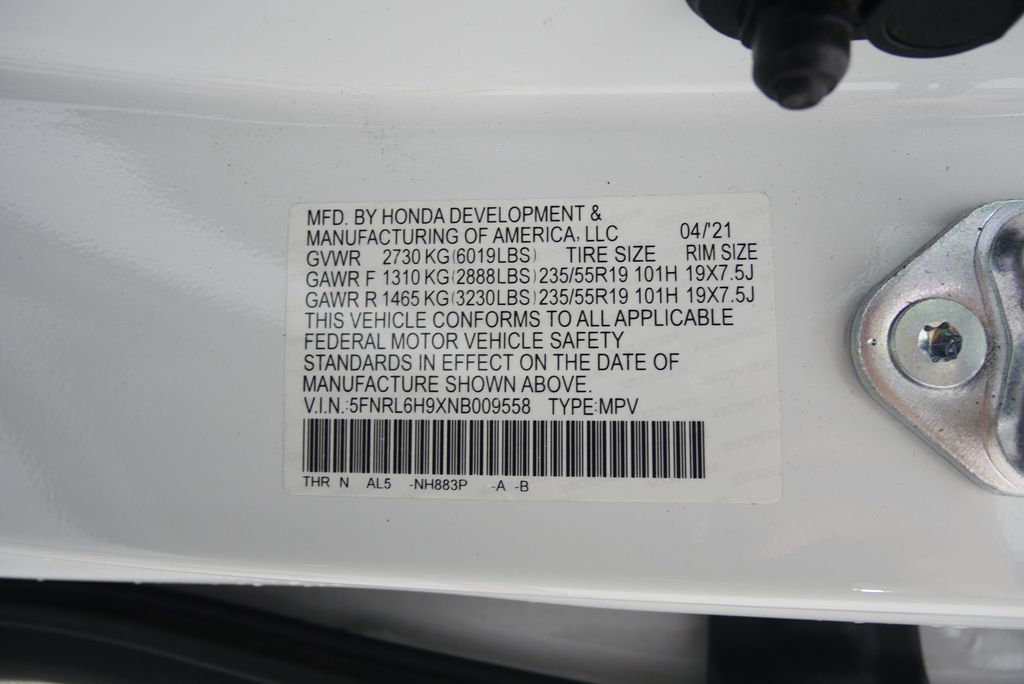 MFD. BY HONDA DEVELOPMENT &
MANUFACTURING OF AMERICA, LLC 04/'21
GVWR 2730 KG(6019LBS) TIRE SIZE RIM SIZE
GAWR F 1310 KG(2888LBS) 235/55R19 101H 19X7.5J
GAWR R 1465 KG(3230LBS) 235/55R19 101H 19X7.5J
THIS VEHICLE CONFORMS TO ALL APPLICABLE
FEDERAL MOTOR VEHICLE SAFETY
STANDARDS IN EFFECT ON THE DATE OF
MANUFACTURE SHOWN ABOVE.
V.I.N.:5FNRL6H9XNB009558 TYPE:MPV
THR N AL5 -NH883P -A -B